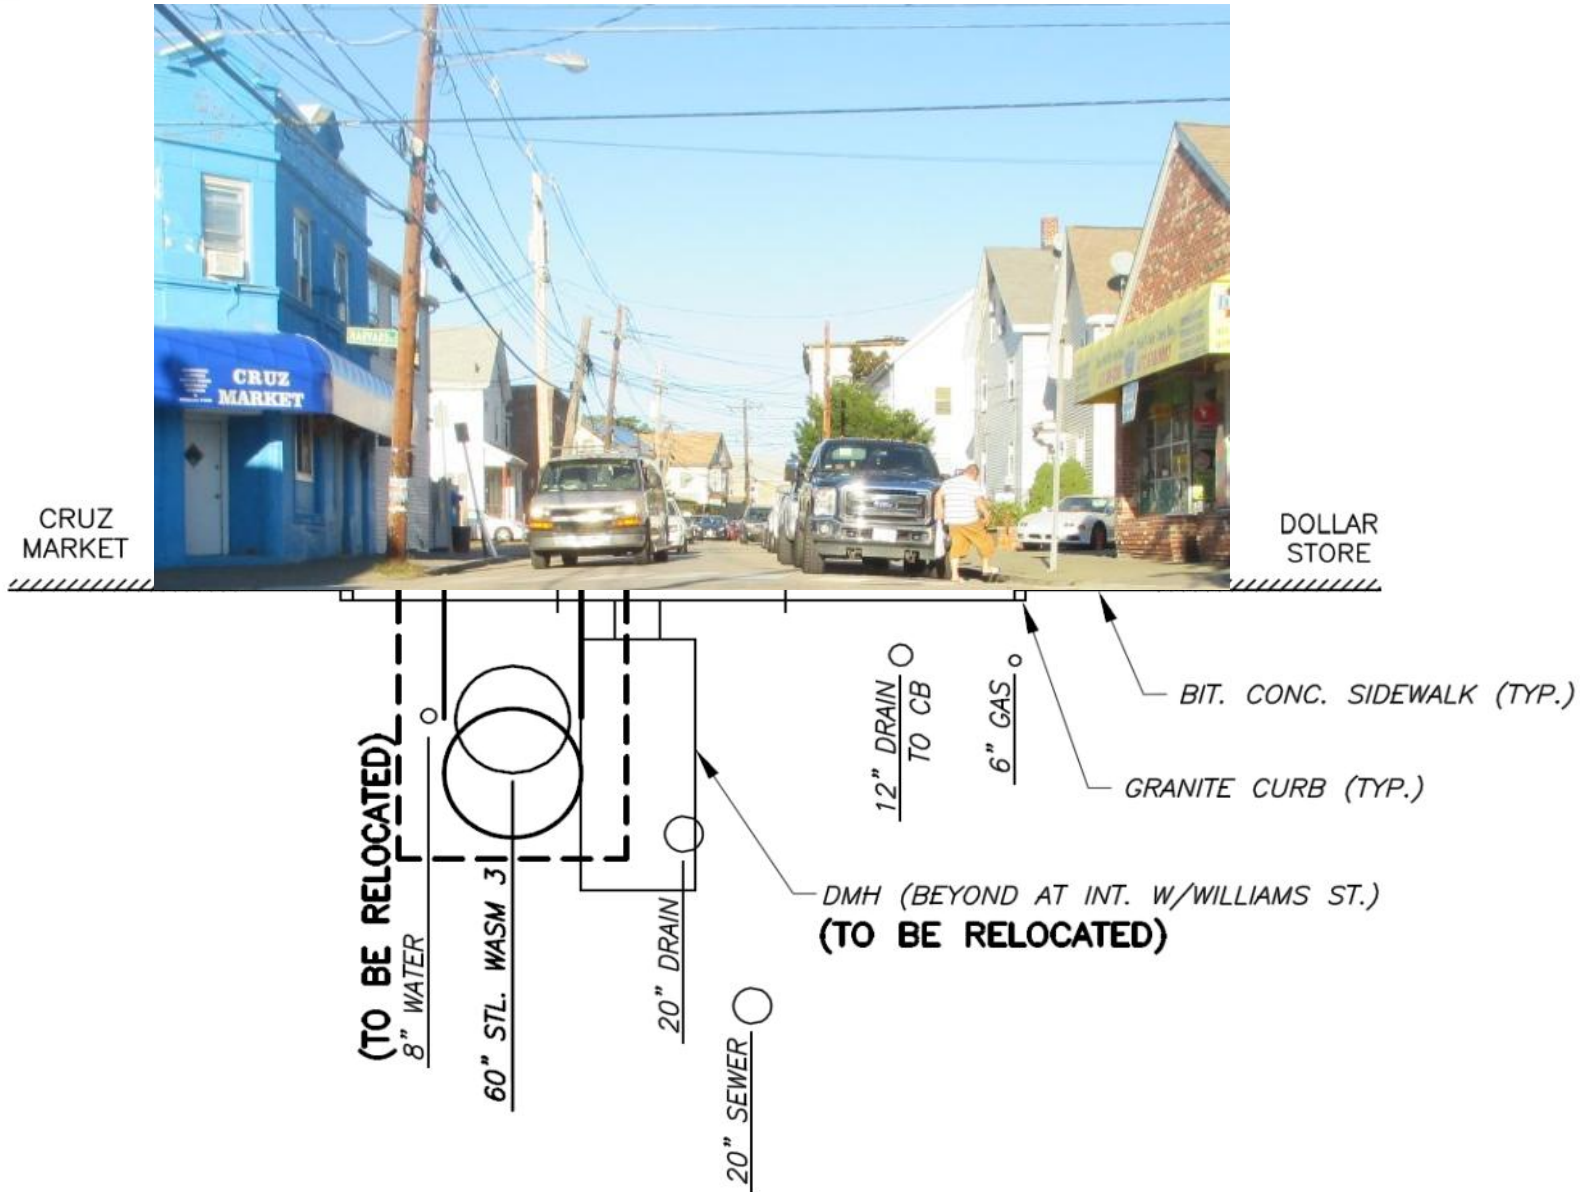 HARVARD
CRUZ
MARKET
CRUZ
MARKET
DOLLAR
STORE
(TO BE RELOCATED)
8" WATER
60" STL. WASM 3
20" DRAIN
20" SEWER
12" DRAIN
TO CB
6" GAS
BIT. CONC. SIDEWALK (TYP.)
GRANITE CURB (TYP.)
DMH (BEYOND AT INT. W/WILLIAMS ST.)
(TO BE RELOCATED)